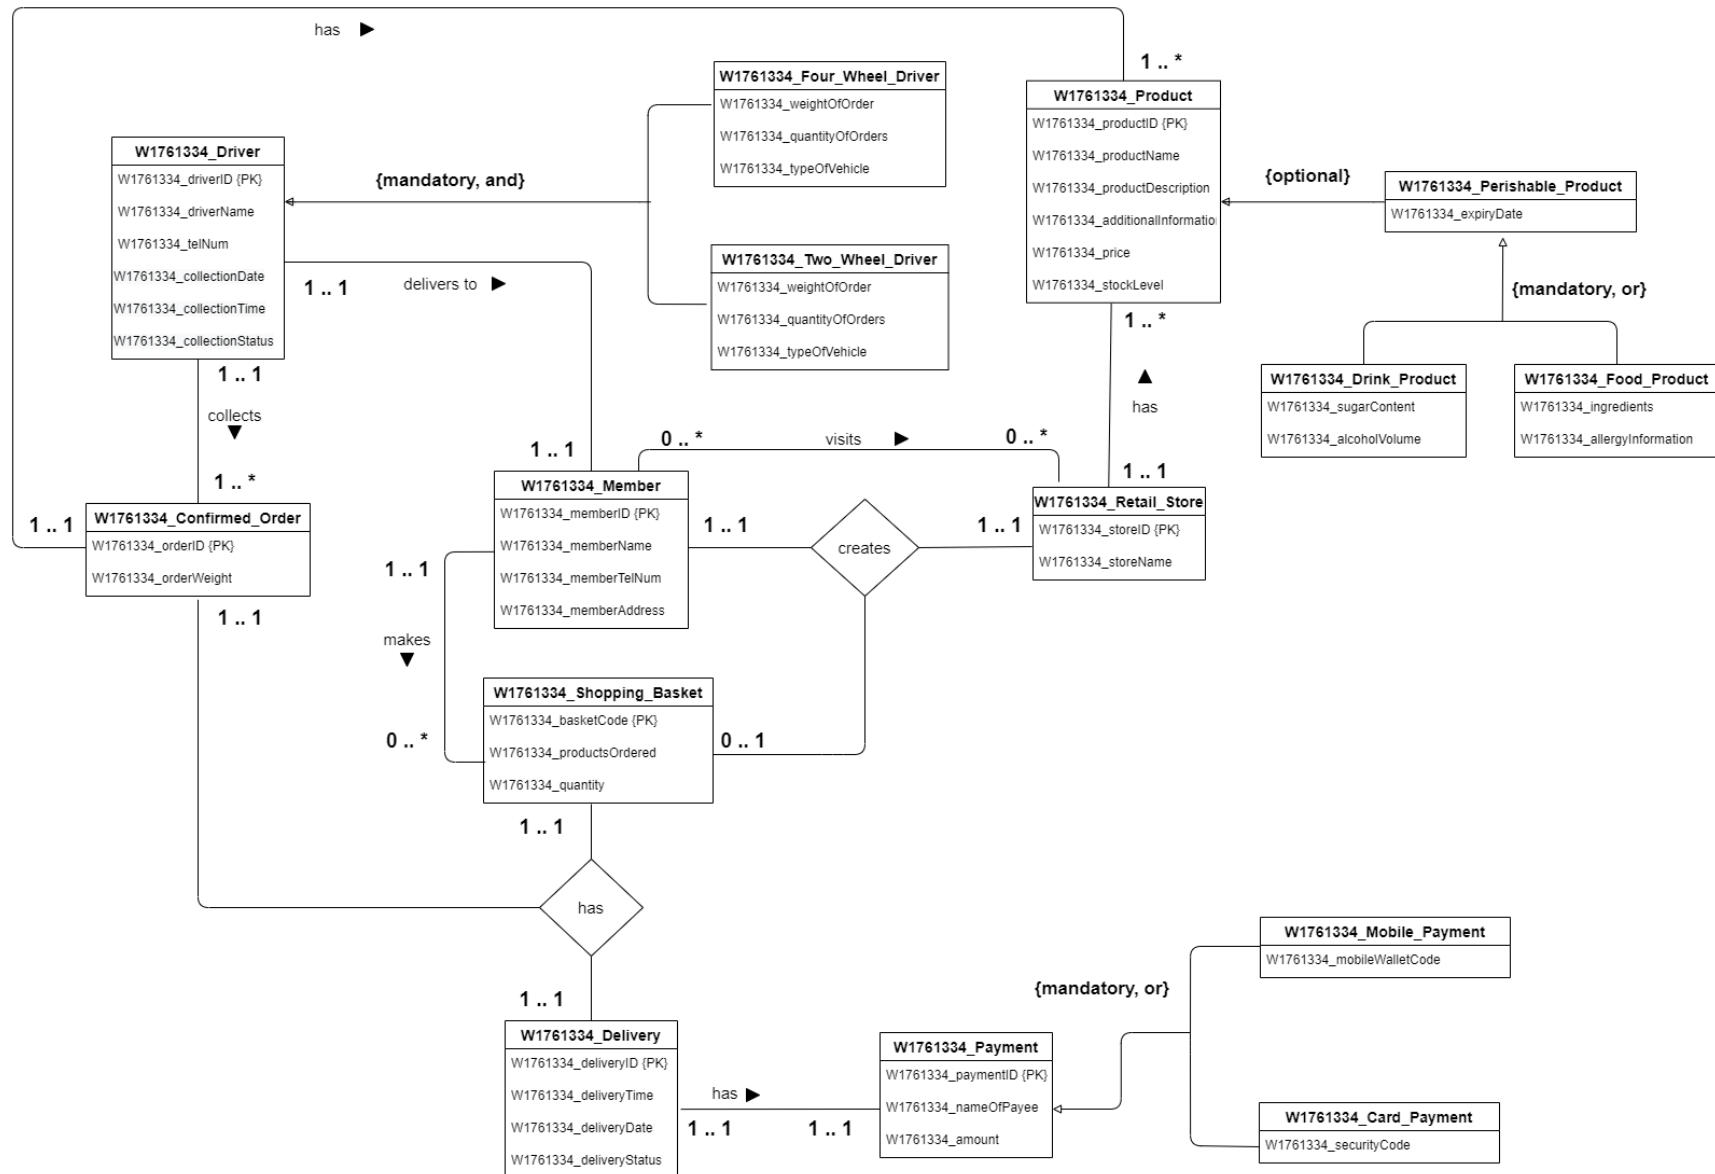 has ►
1 .. *
W1761334_Four_Wheel_Driver
W1761334_weightOfOrder
W1761334_quantityOfOrders
W1761334_typeOfVehicle
W1761334_Product
W1761334_productID {PK}
W1761334_productName
W1761334_productDescription
W1761334_additionalInformation
W1761334_price
W1761334_stockLevel
W1761334_Driver
W1761334_driverID {PK}
W1761334_driverName
W1761334_telNum
W1761334_collectionDate
W1761334_collectionTime
W1761334_collectionStatus
{mandatory, and}
{optional}
W1761334_Perishable_Product
W1761334_expiryDate
W1761334_Two_Wheel_Driver
W1761334_weightOfOrder
W1761334_quantityOfOrders
W1761334_typeOfVehicle
1 .. 1
delivers to ►
{mandatory, or}
1 .. *
1 .. 1
collects
▼
▲
has
W1761334_Drink_Product
W1761334_sugarContent
W1761334_alcoholVolume
W1761334_Food_Product
W1761334_ingredients
W1761334_allergyInformation
1 .. 1
0 .. *
visits ►
0 .. *
1 .. *
1 .. 1
1 .. 1
W1761334_Confirmed_Order
W1761334_orderID {PK}
W1761334_orderWeight
W1761334_Member
W1761334_memberID {PK}
W1761334_memberName
W1761334_memberTelNum
W1761334_memberAddress
1 .. 1
creates
1 .. 1
W1761334_Retail_Store
W1761334_storeID {PK}
W1761334_storeName
1 .. 1
1 .. 1
makes
▼
0 .. *
W1761334_Shopping_Basket
W1761334_basketCode {PK}
W1761334_productsOrdered
W1761334_quantity
0 .. 1
1 .. 1
has
1 .. 1
W1761334_Delivery
W1761334_deliveryID {PK}
W1761334_deliveryTime
W1761334_deliveryDate
W1761334_deliveryStatus
has ►
1 .. 1
1 .. 1
W1761334_Payment
W1761334_paymentID {PK}
W1761334_nameOfPayee
W1761334_amount
{mandatory, or}
W1761334_Mobile_Payment
W1761334_mobileWalletCode
W1761334_Card_Payment
W1761334_securityCode